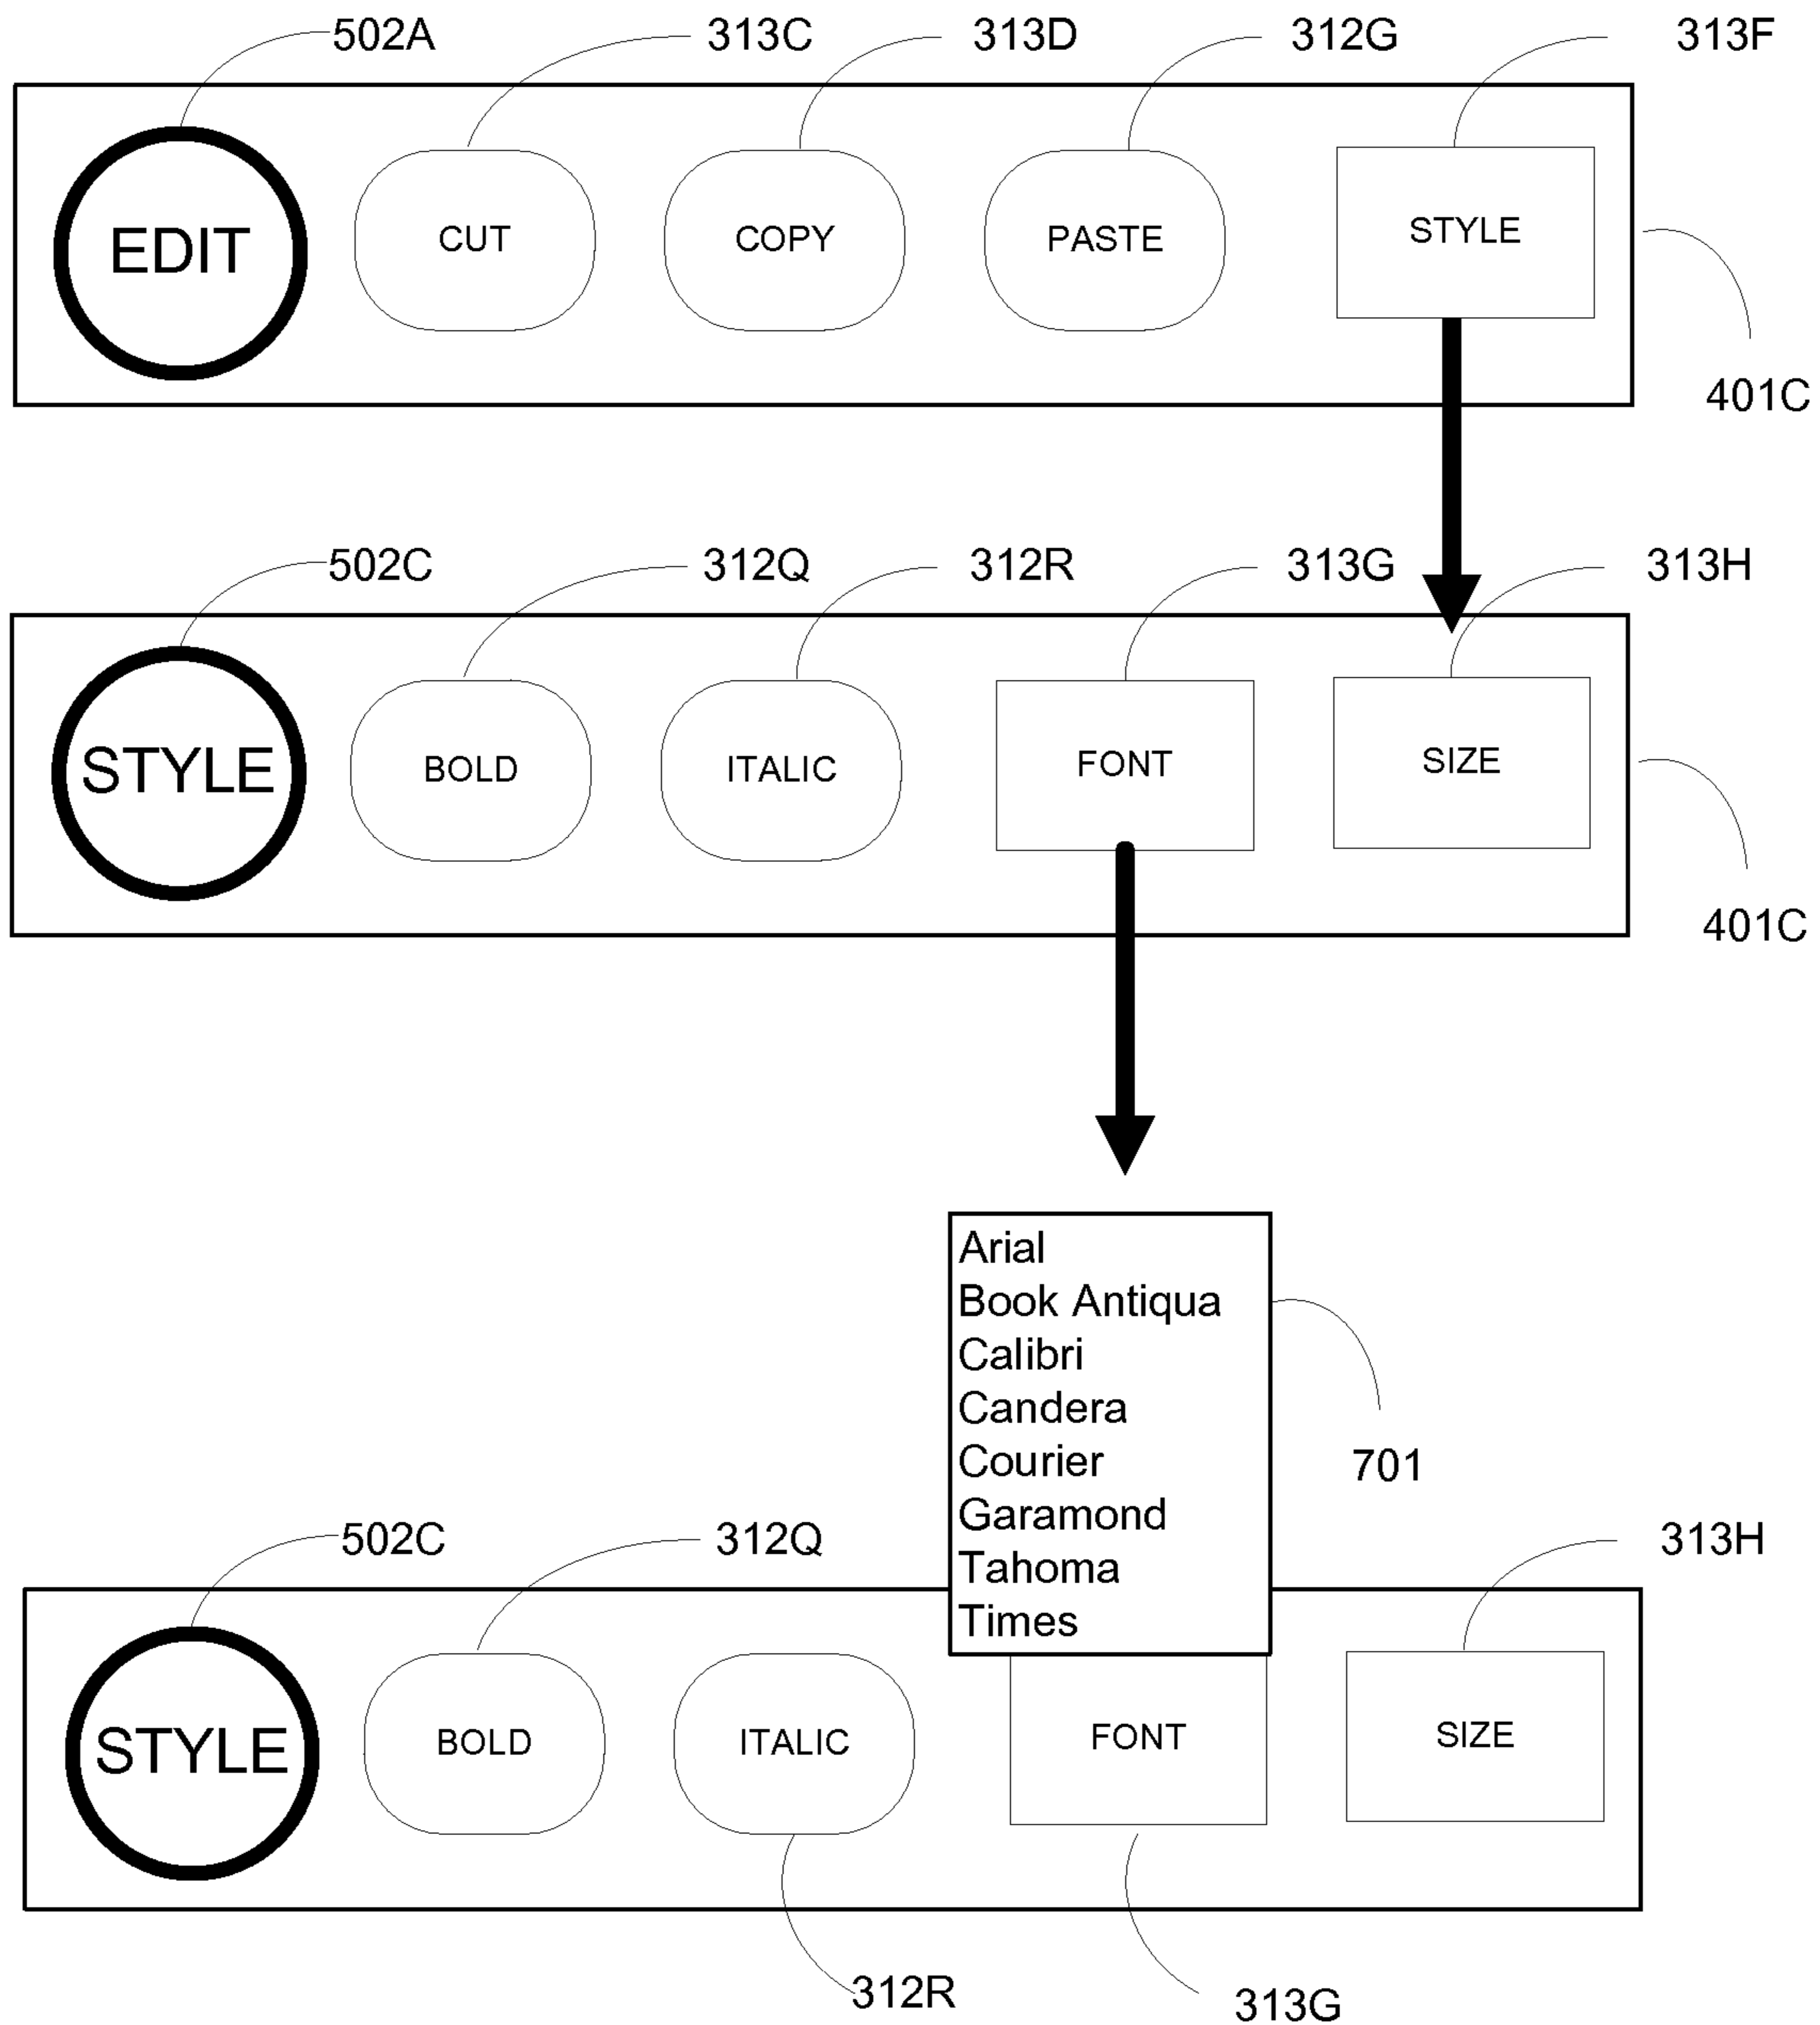 502A 313C 313D 312G 313F
EDIT CUT COPY PASTE STYLE
401C
502C 312Q 312R 313G 313H
STYLE BOLD ITALIC FONT SIZE
401C
Arial
Book Antiqua
Calibri
Candera
Courier
Garamond
Tahoma
Times
701
502C 312Q 313H
STYLE BOLD ITALIC FONT SIZE
312R 313G